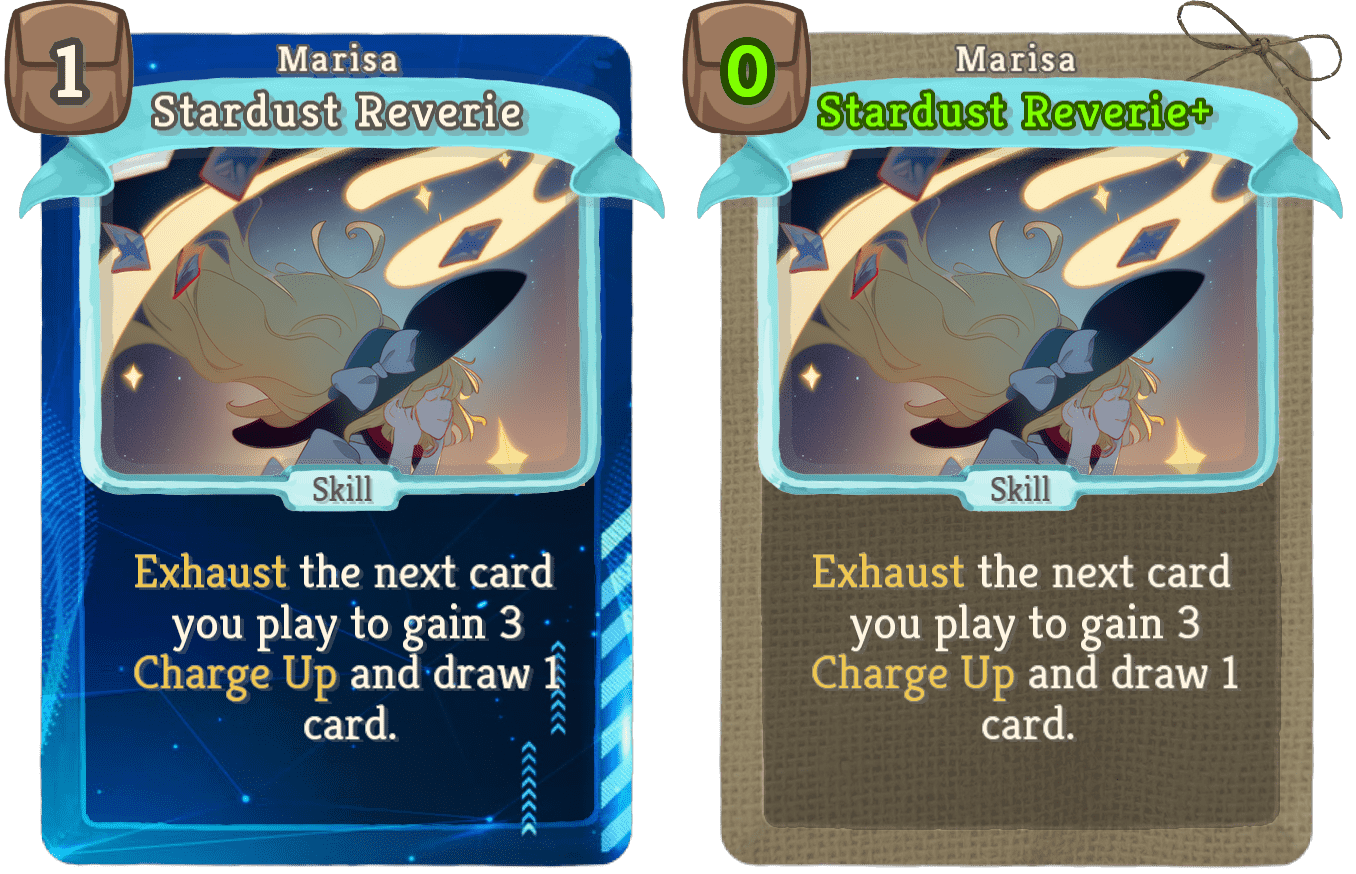 1
Marisa
Stardust Reverie
Skill
Exhaust the next card
you play to gain 3
Charge Up and draw 1
card.
0
Marisa
Stardust Reverie+
Skill
Exhaust the next card
you play to gain 3
Charge Up and draw 1
card.